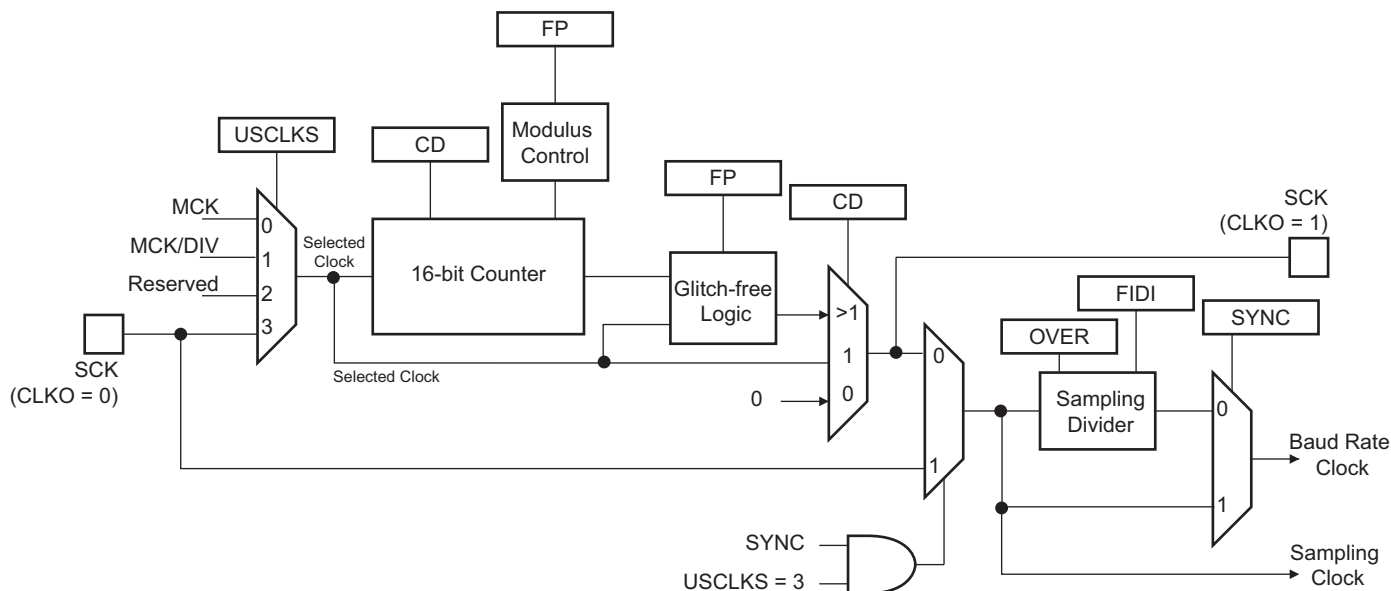 FP
USCLKS
CD
Modulus
Control
FP
CD
SCK
(CLKO = 1)
MCK
0
MCK/DIV
1
Reserved
2
3
Selected
Clock
16-bit Counter
Glitch-free
Logic
>1
1
0
0
SCK
(CLKO = 0)
Selected Clock
0
1
FIDI
OVER
SYNC
Sampling
Divider
0
1
Baud Rate
Clock
SYNC
USCLKS = 3
Sampling
Clock